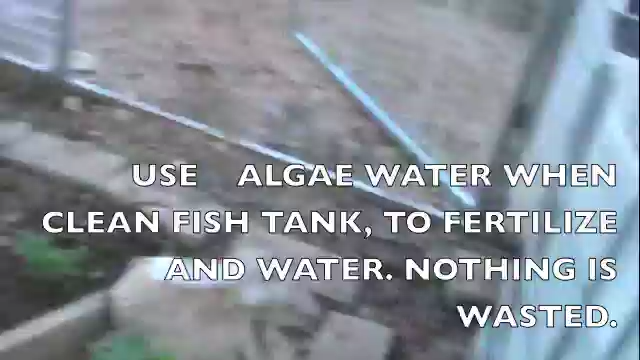 USE ALGAE WATER WHEN
CLEAN FISH TANK, TO FERTILIZE
AND WATER. NOTHING IS
WASTED.